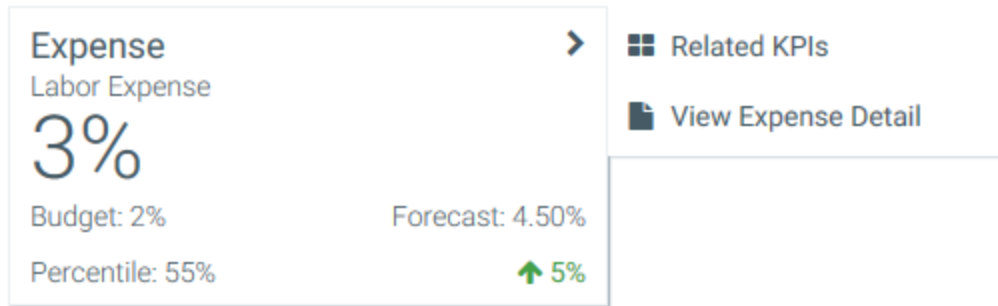 Expense
Labor Expense
3%
Budget: 2% Forecast: 4.50%
Percentile: 55% 5%
Related KPIs
View Expense Detail